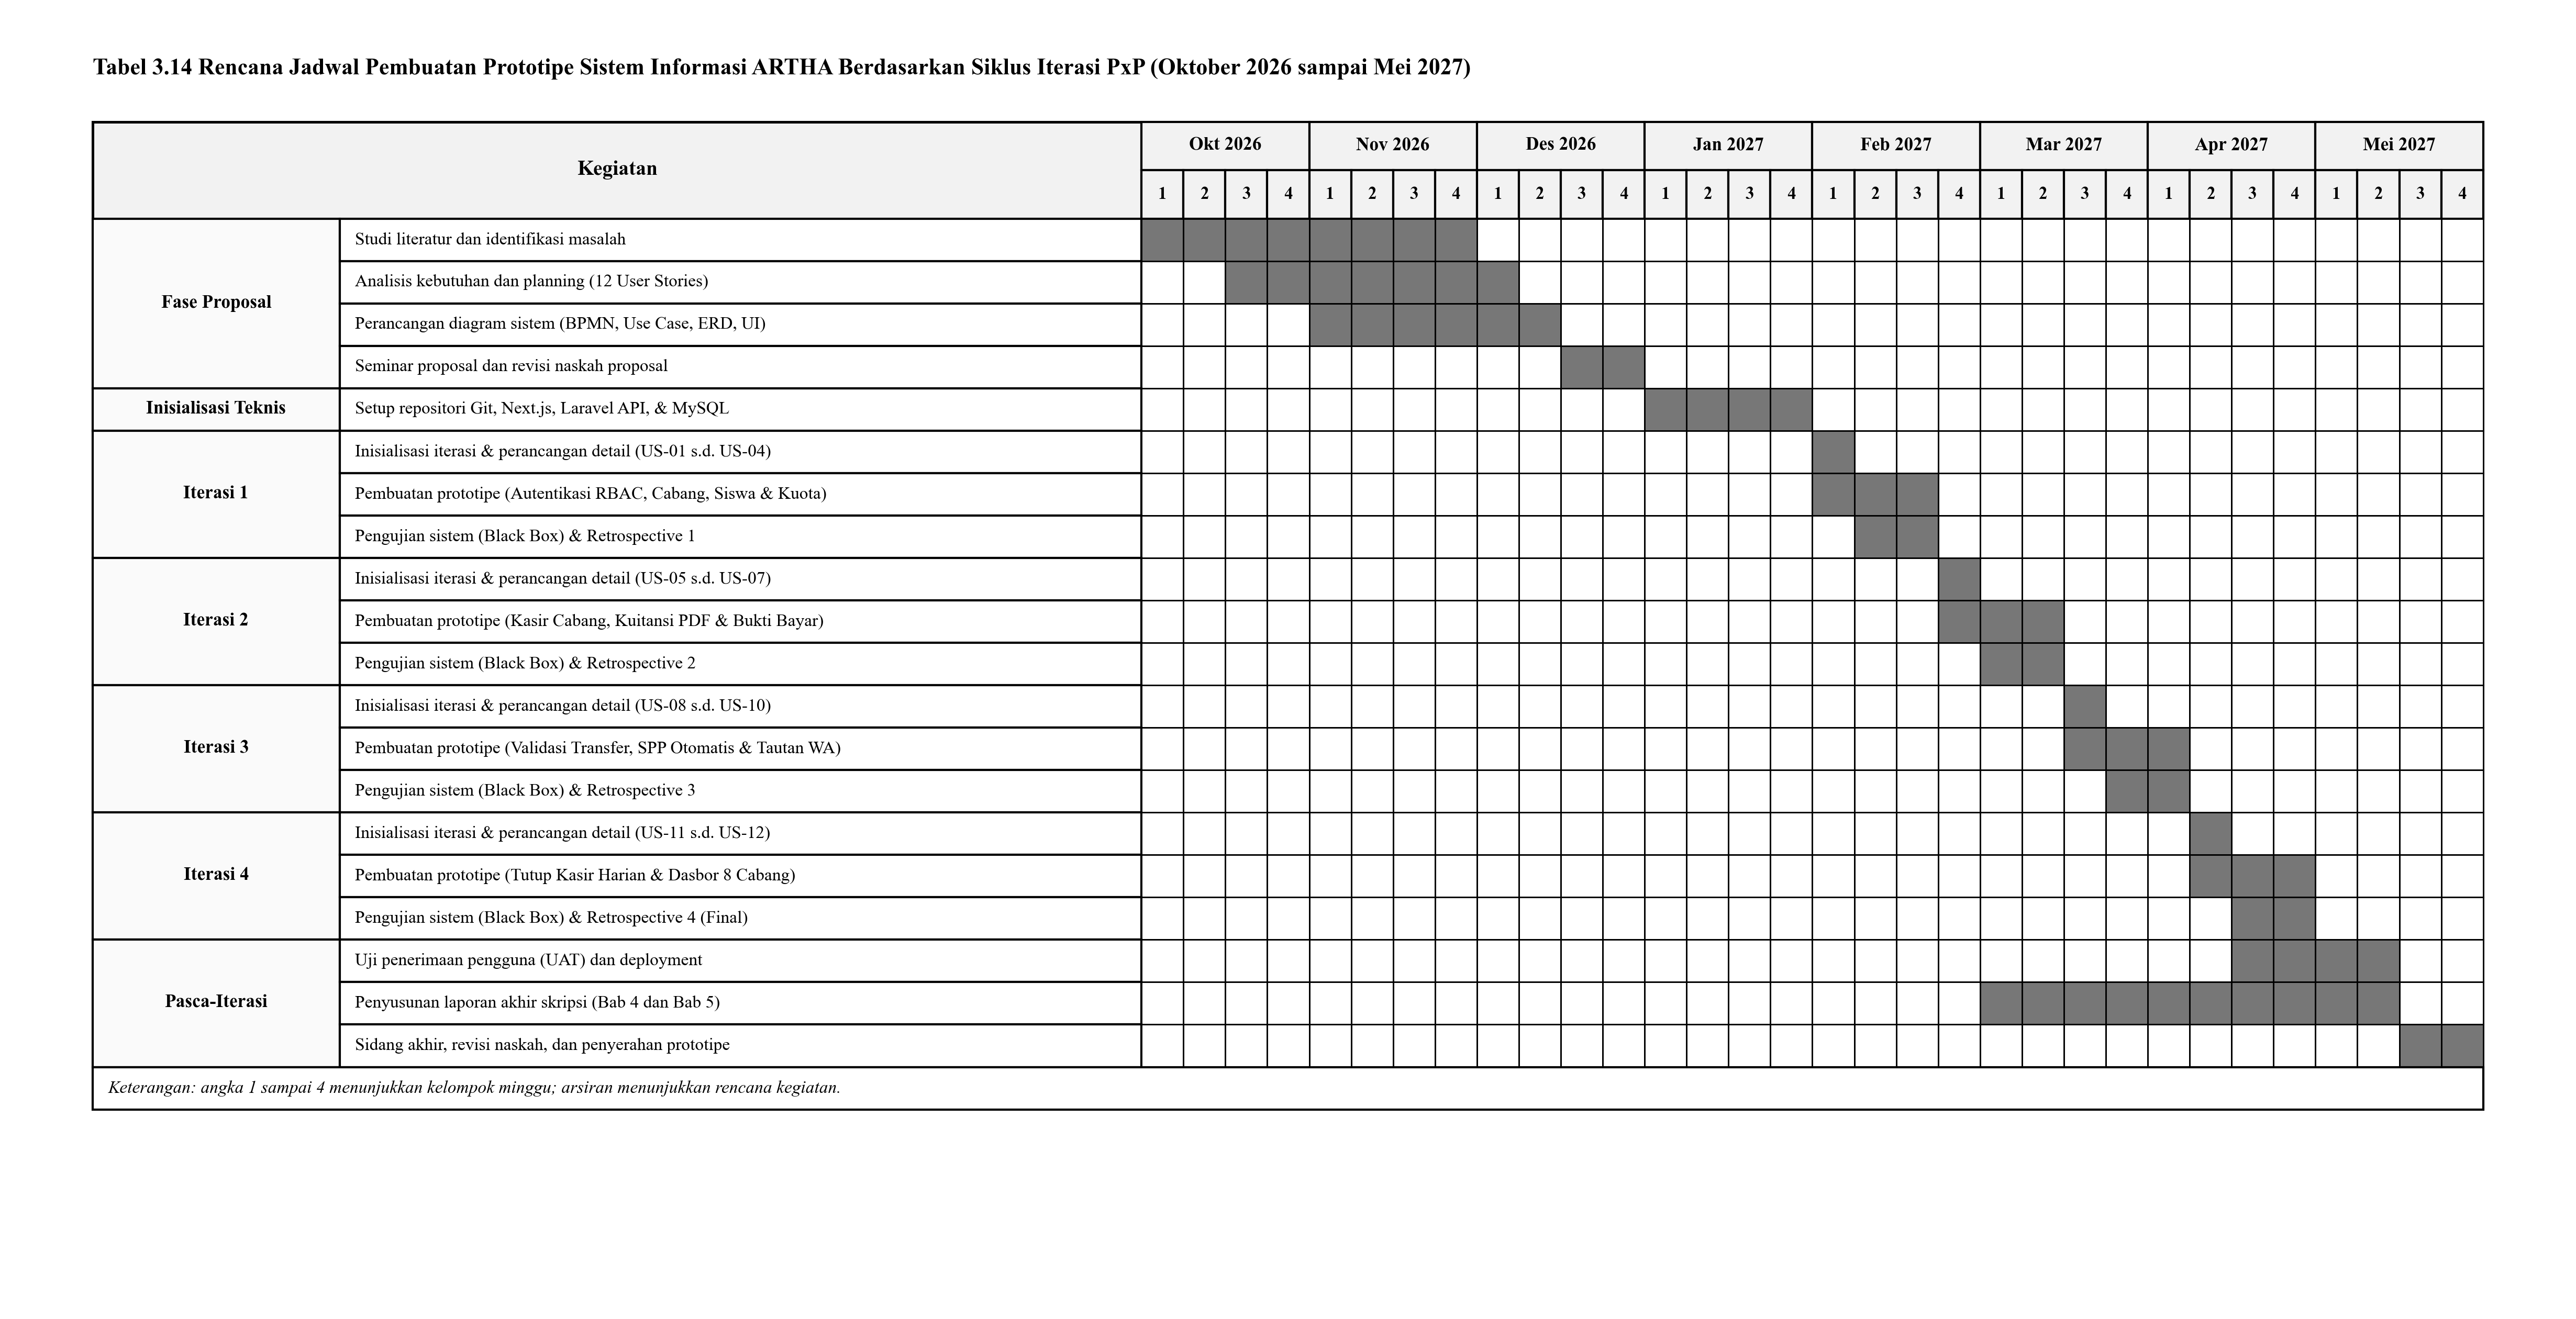 Tabel 3.14 Rencana Jadwal Pembuatan Prototipe Sistem Informasi ARTHA Berdasarkan Siklus Iterasi PxP (Oktober 2026 sampai Mei 2027)
Kegiatan
Okt 2026 Nov 2026 Des 2026 Jan 2027 Feb 2027 Mar 2027 Apr 2027 Mei 2027
1 2 3 4 1 2 3 4 1 2 3 4 1 2 3 4 1 2 3 4 1 2 3 4 1 2 3 4 1 2 3 4
Fase Proposal
Studi literatur dan identifikasi masalah
Analisis kebutuhan dan planning (12 User Stories)
Perancangan diagram sistem (BPMN, Use Case, ERD, UI)
Seminar proposal dan revisi naskah proposal
Inisialisasi Teknis
Setup repositori Git, Next.js, Laravel API, & MySQL
Iterasi 1
Inisialisasi iterasi & perancangan detail (US-01 s.d. US-04)
Pembuatan prototipe (Autentikasi RBAC, Cabang, Siswa & Kuota)
Pengujian sistem (Black Box) & Retrospective 1
Iterasi 2
Inisialisasi iterasi & perancangan detail (US-05 s.d. US-07)
Pembuatan prototipe (Kasir Cabang, Kuitansi PDF & Bukti Bayar)
Pengujian sistem (Black Box) & Retrospective 2
Iterasi 3
Inisialisasi iterasi & perancangan detail (US-08 s.d. US-10)
Pembuatan prototipe (Validasi Transfer, SPP Otomatis & Tautan WA)
Pengujian sistem (Black Box) & Retrospective 3
Iterasi 4
Inisialisasi iterasi & perancangan detail (US-11 s.d. US-12)
Pembuatan prototipe (Tutup Kasir Harian & Dasbor 8 Cabang)
Pengujian sistem (Black Box) & Retrospective 4 (Final)
Pasca-Iterasi
Uji penerimaan pengguna (UAT) dan deployment
Penyusunan laporan akhir skripsi (Bab 4 dan Bab 5)
Sidang akhir, revisi naskah, dan penyerahan prototipe
Keterangan: angka 1 sampai 4 menunjukkan kelompok minggu; arsiran menunjukkan rencana kegiatan.